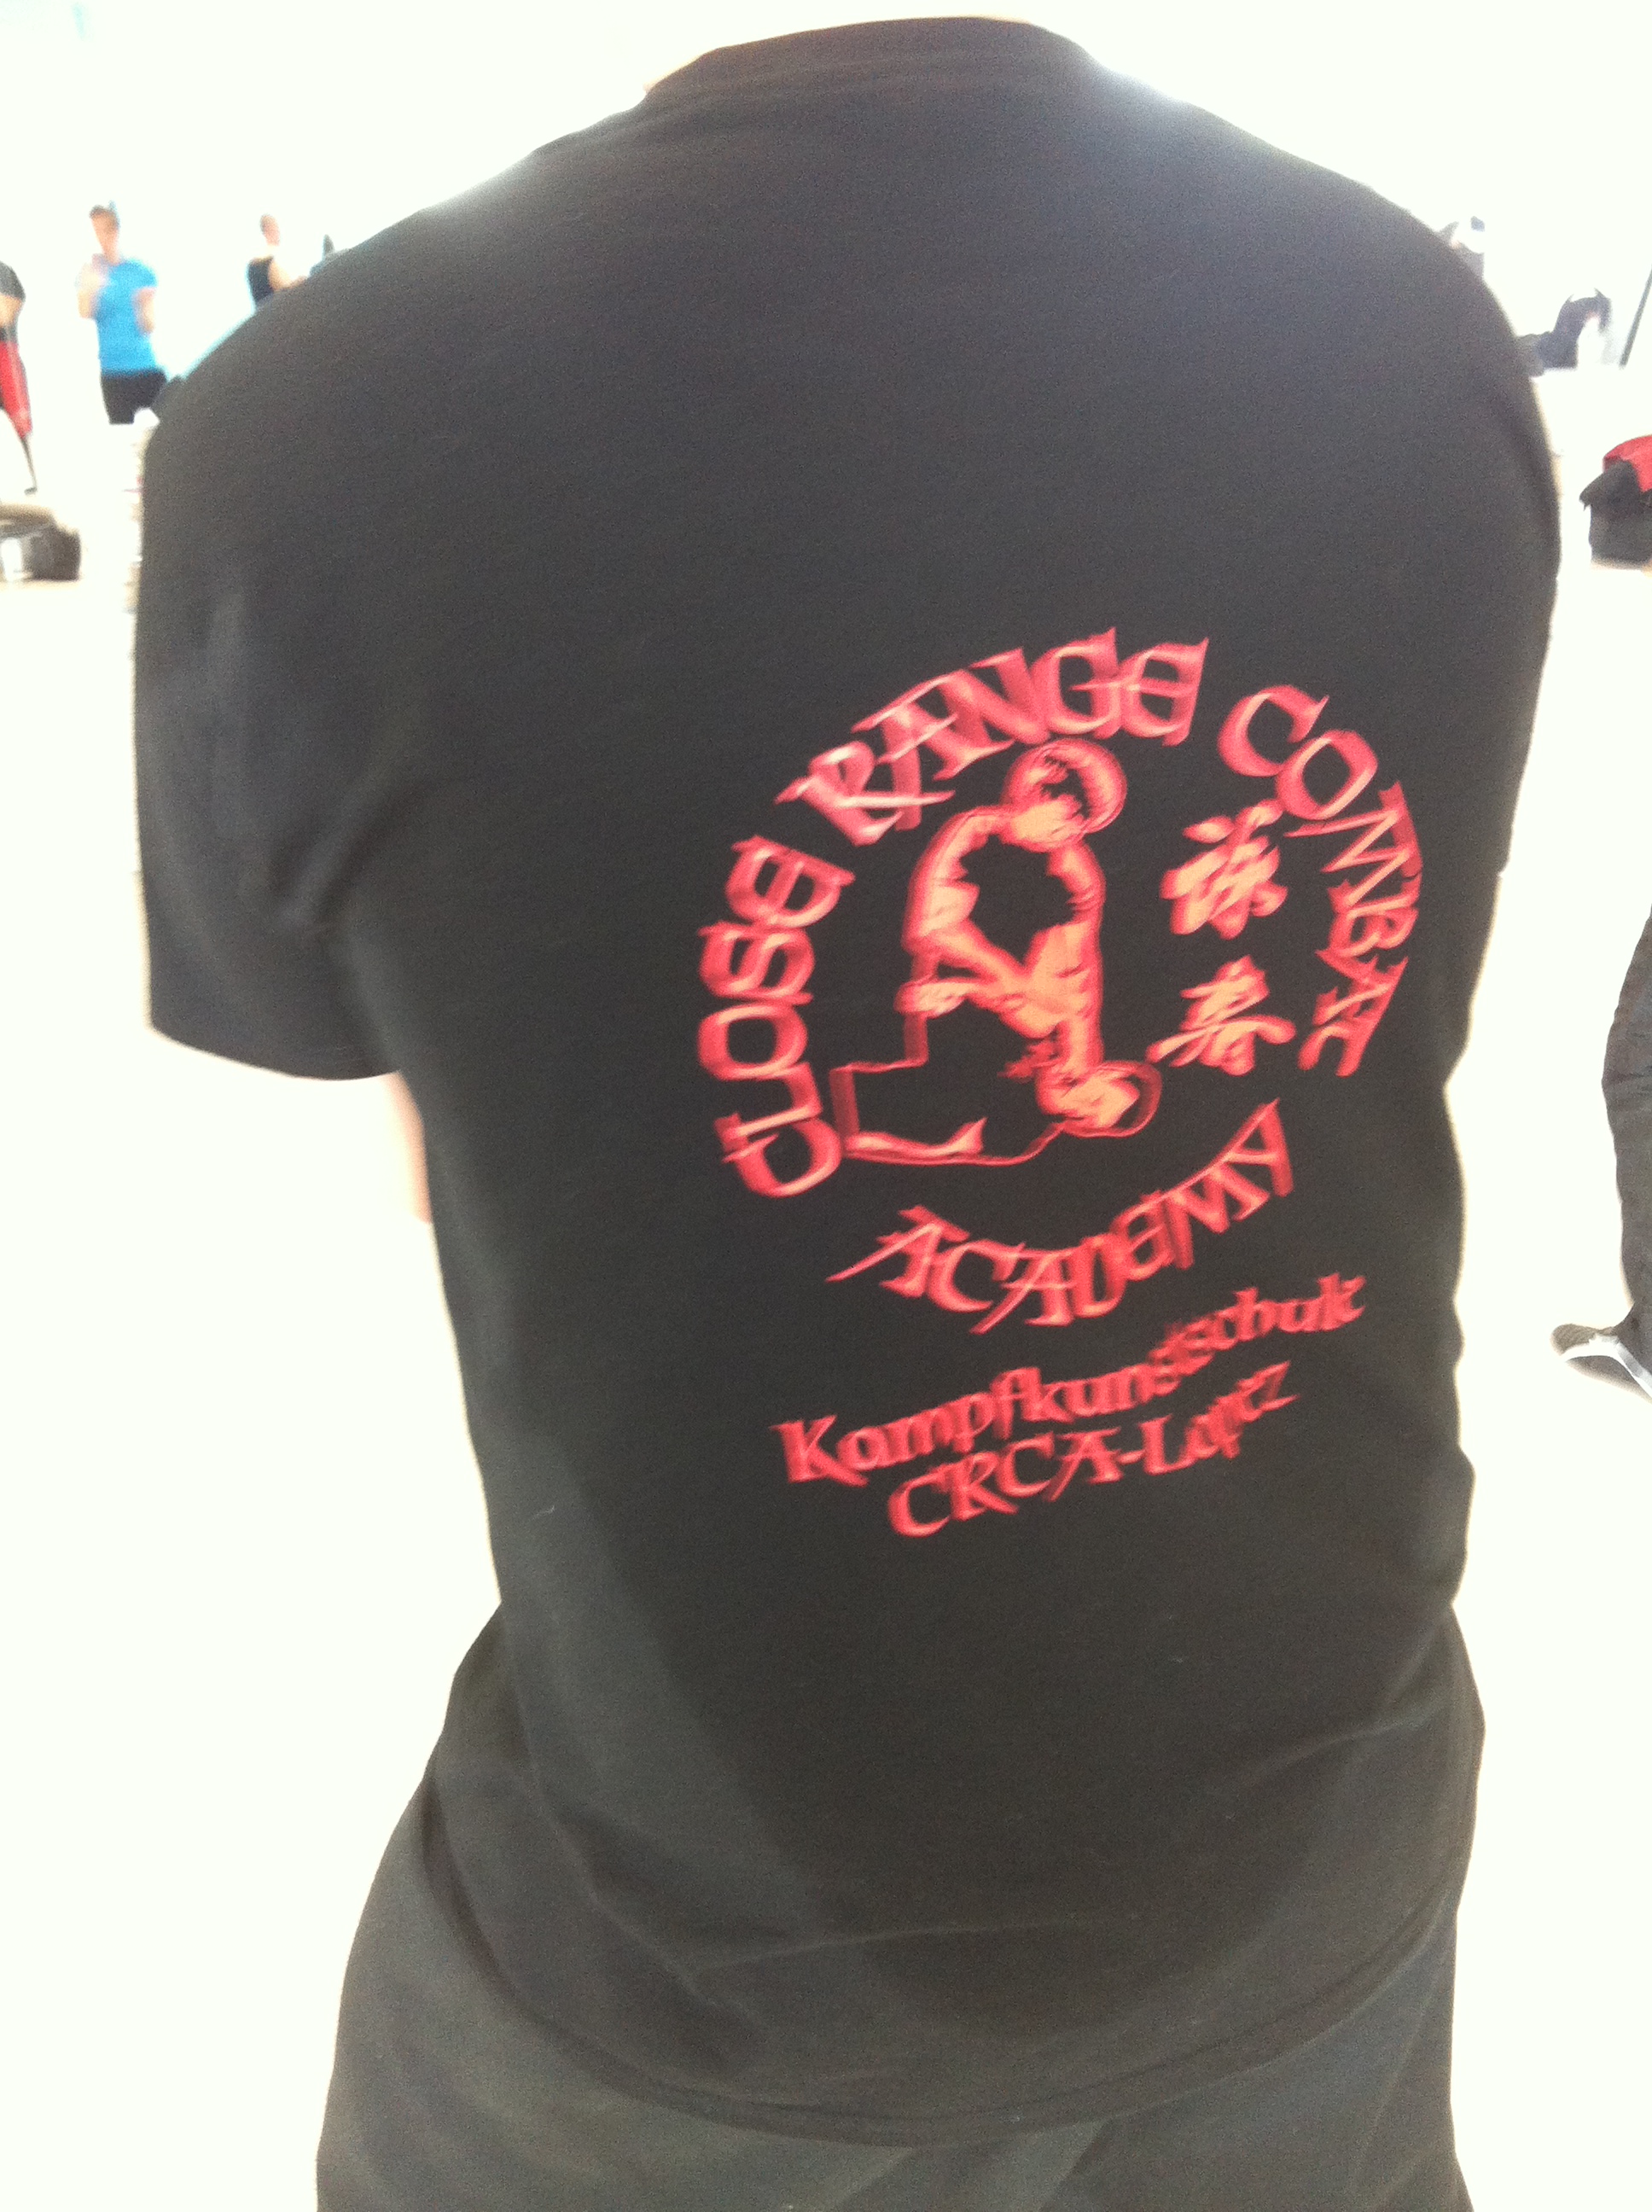 CLOSE RANGE COMBAT
詠春
ACADEMY
Kampfkunstschule
CRCA-